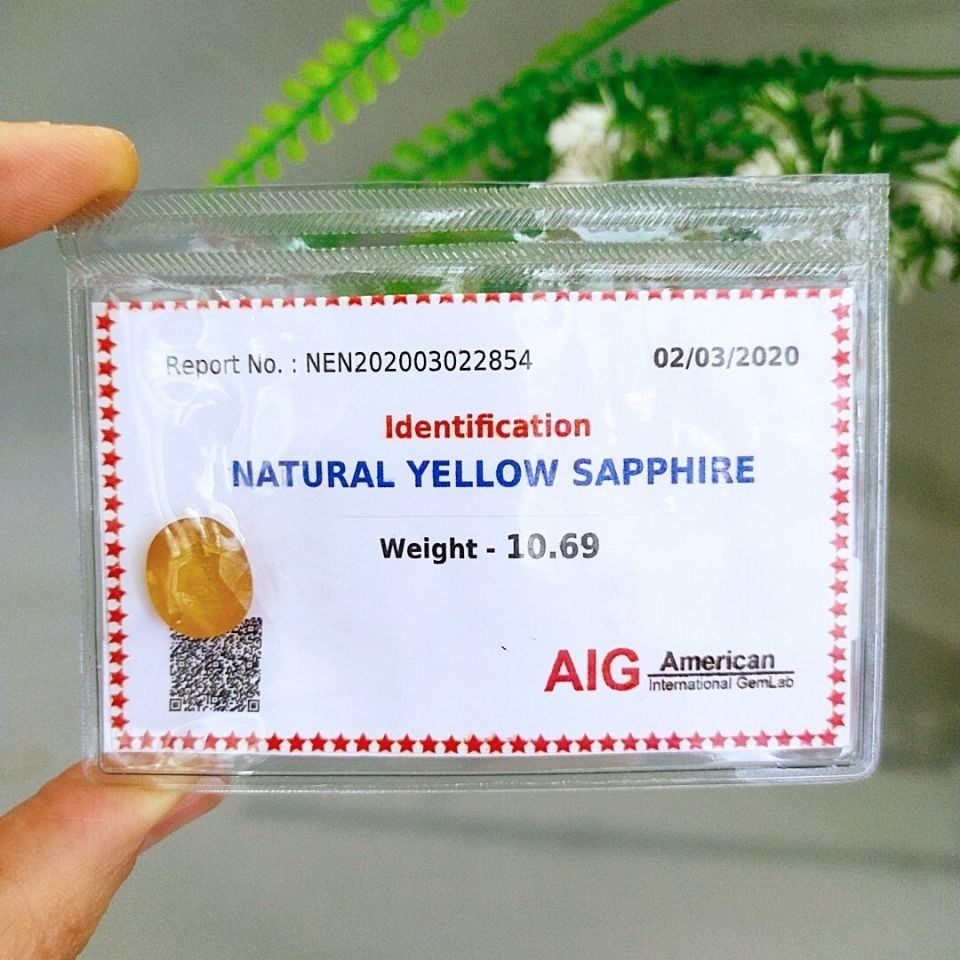 Report No. : NEN202003022854 02/03/2020
Identification
NATURAL YELLOW SAPPHIRE
Weight - 10.69
AIG American
International GemLab